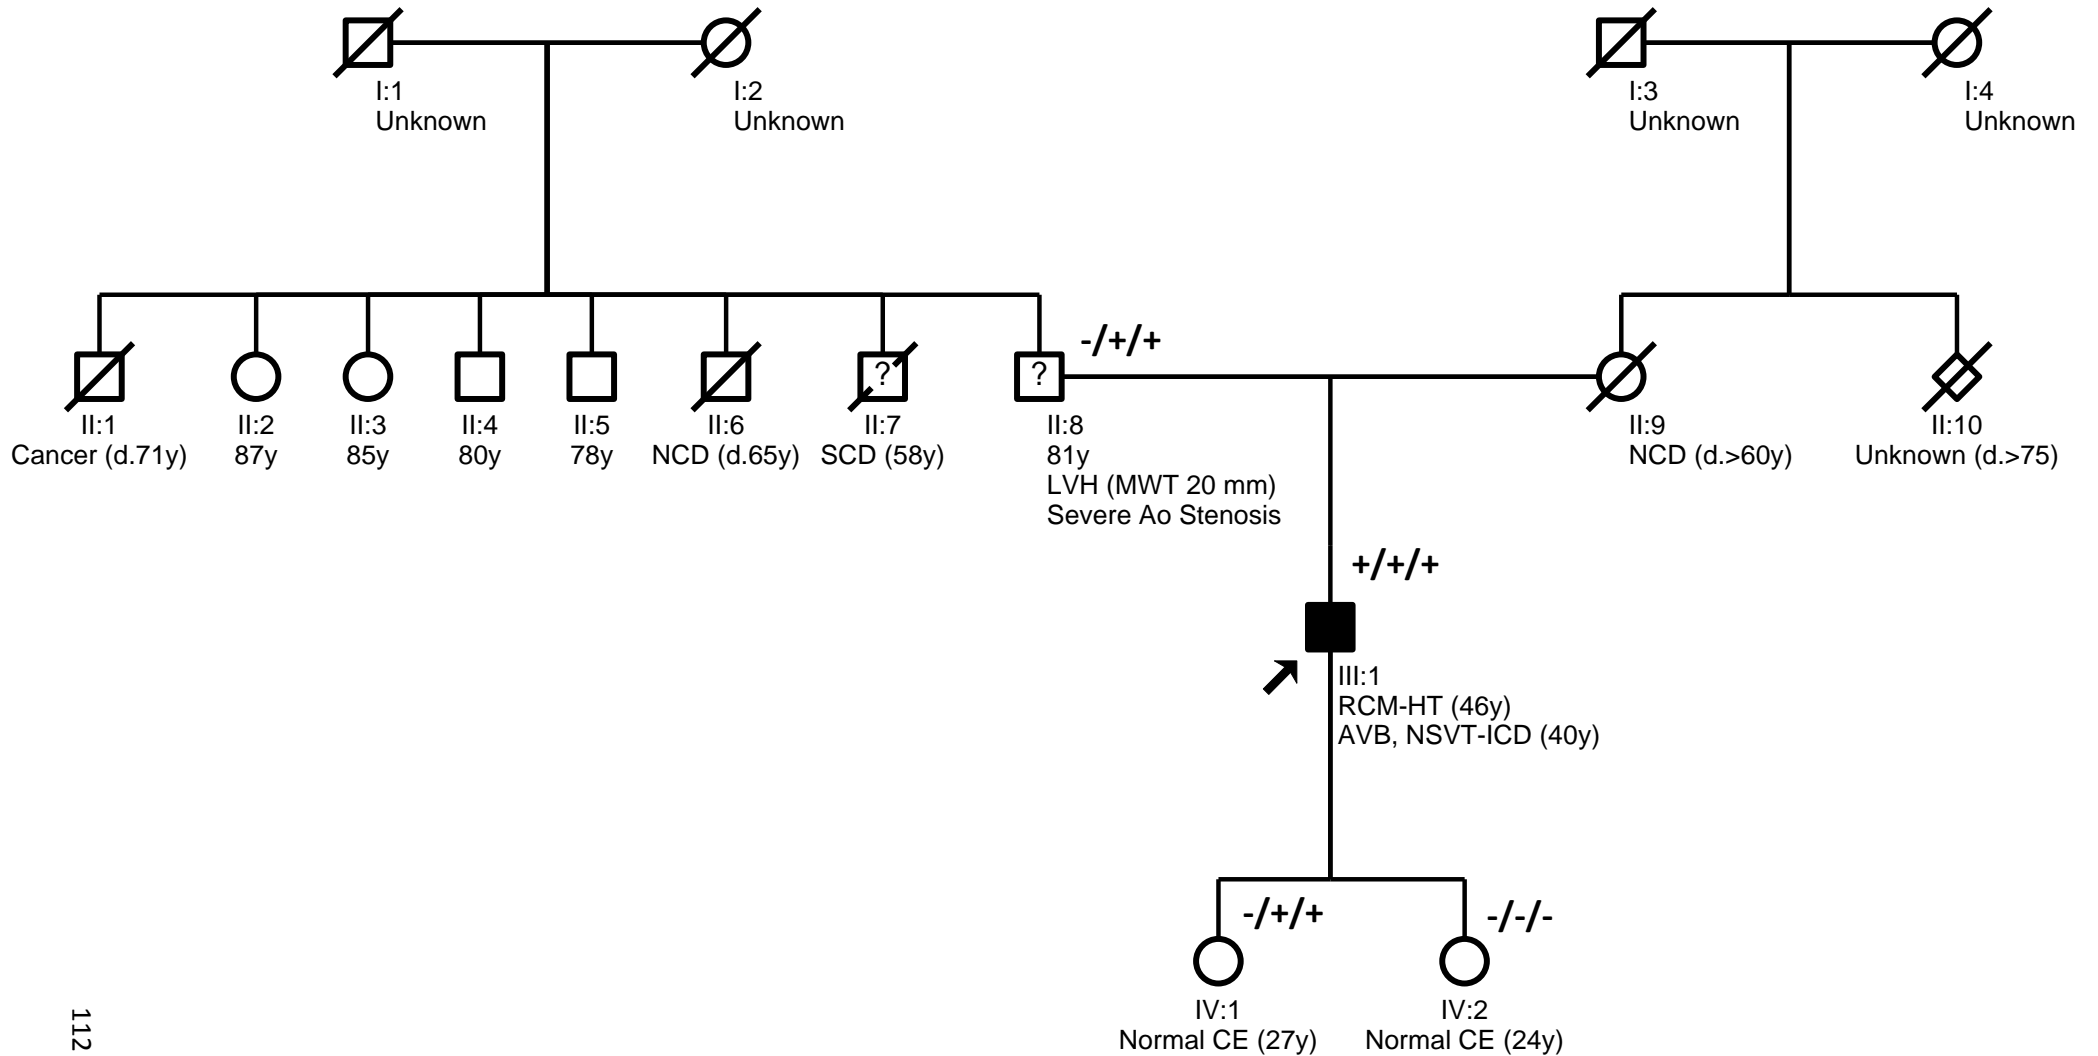 I:1
Unknown
I:2
Unknown
I:3
Unknown
I:4
Unknown
-/+/+
?
?
II:1
Cancer (d.71y)
II:2
87y
II:3
85y
II:4
80y
II:5
78y
II:6
NCD (d.65y)
II:7
SCD (58y)
II:8
81y
LVH (MWT 20 mm)
Severe Ao Stenosis
II:9
NCD (d.>60y)
II:10
Unknown (d.>75)
+/+/+
III:1
RCM-HT (46y)
AVB, NSVT-ICD (40y)
-/+/+
-/-/-
IV:1
Normal CE (27y)
IV:2
Normal CE (24y)
112